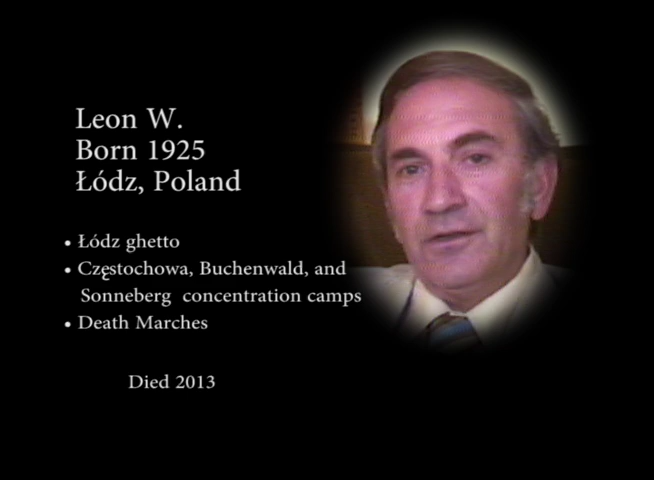 Leon W.
Born 1925
Łódz, Poland
• Łódz ghetto
• Częstochowa, Buchenwald, and
Sonneberg concentration camps
• Death Marches
Died 2013